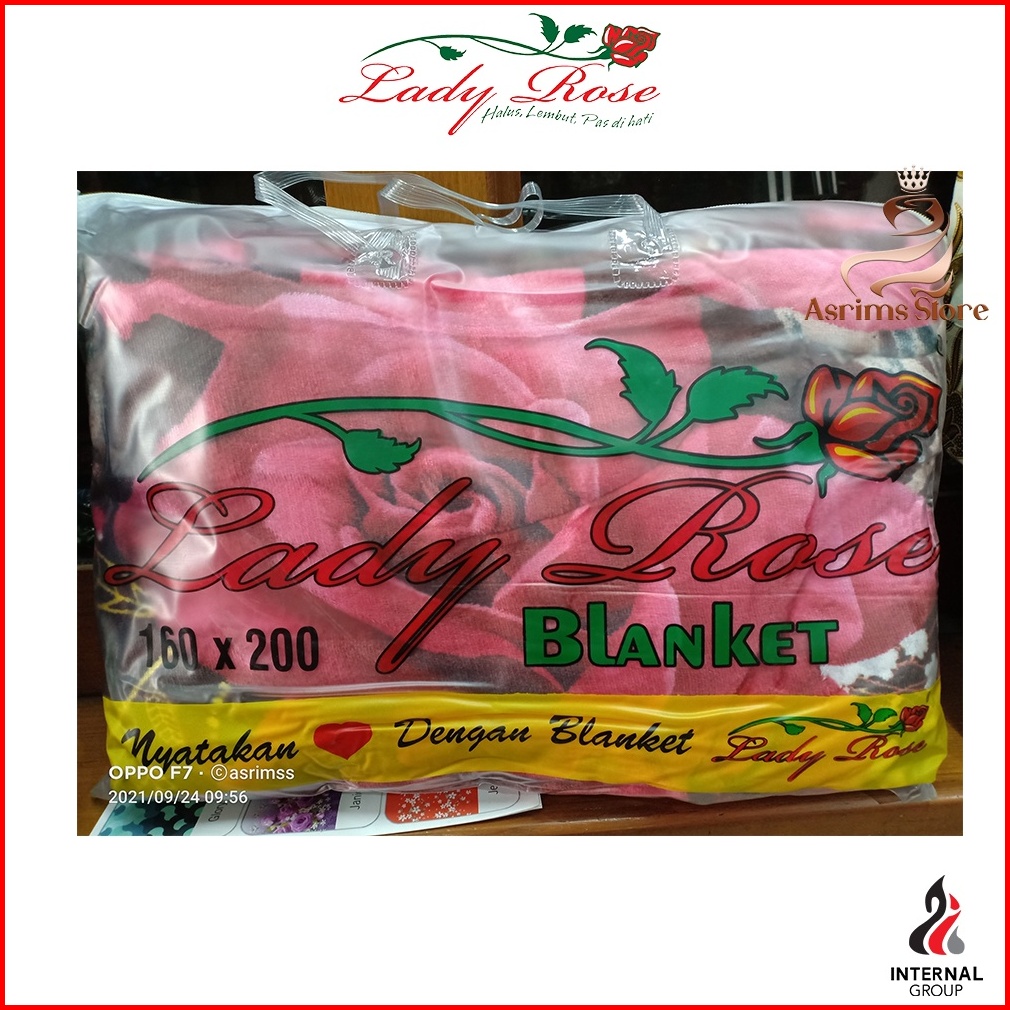 Lady Rose
Halus, Lembut, Pas di hati
Asrims Store
Lady Rose
160 x 200
BLANKET
Nyatakan Dengan Blanket
Lady Rose
OPPO F7 · ⓒasrimss
2021/09/24 09:56
INTERNAL
GROUP